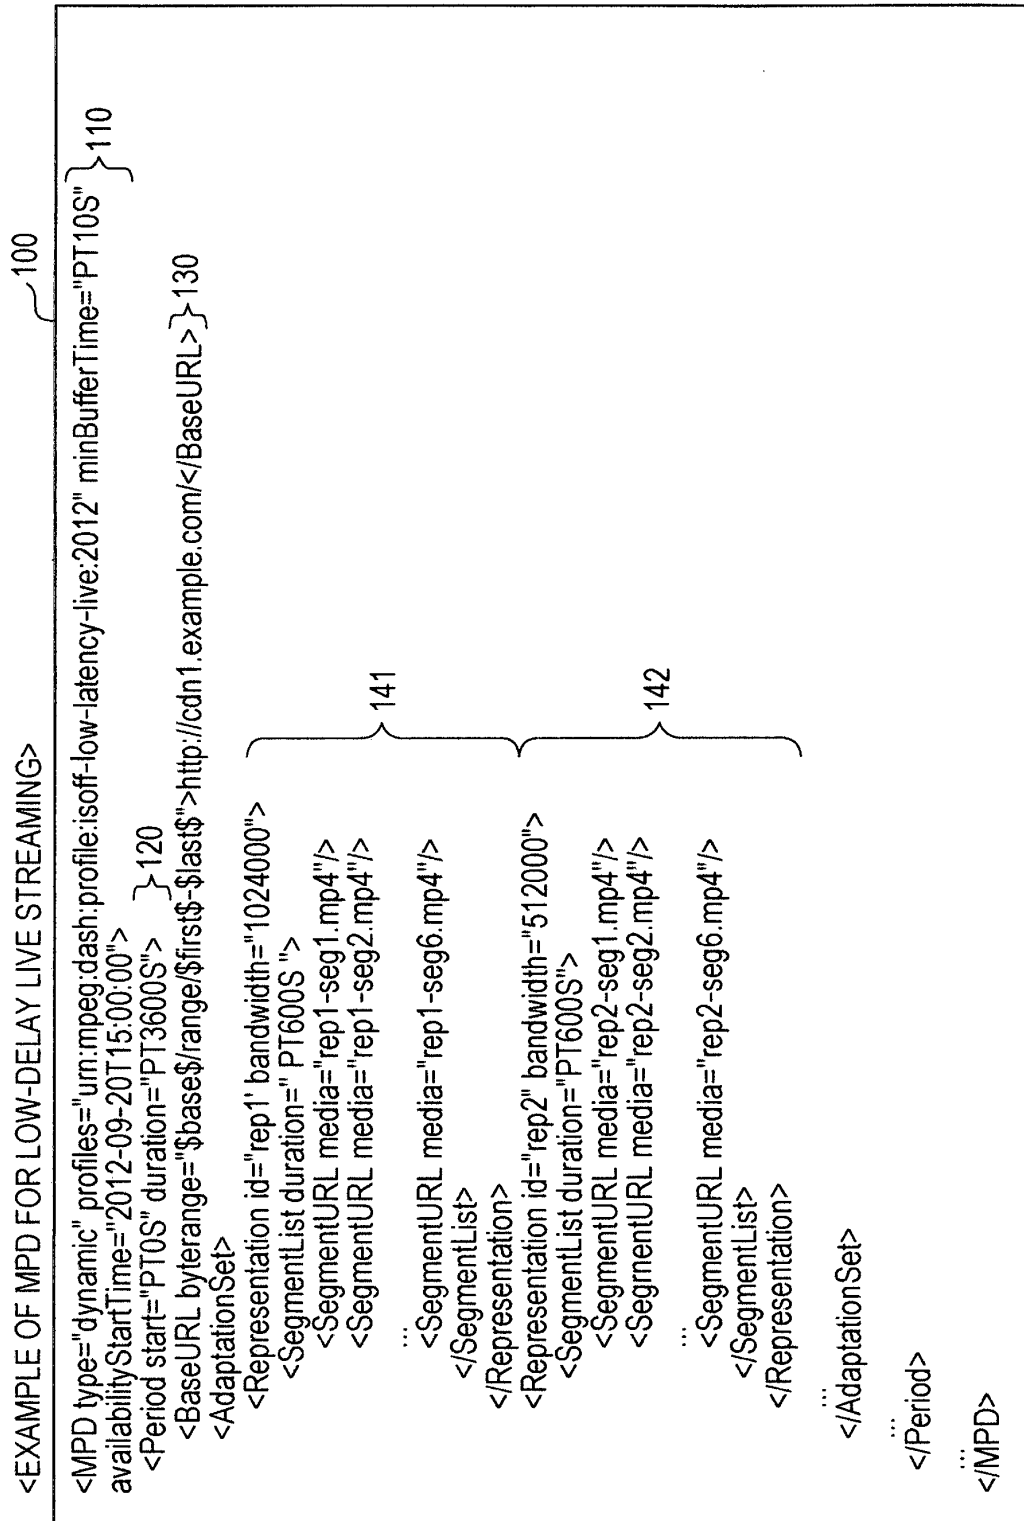 <EXAMPLE OF MPD FOR LOW-DELAY LIVE STREAMING>
100
<MPD type="dynamic" profiles="urn:mpeg:dash:profile:isoff-low-latency-live:2012" minBufferTime="PT10S"
availabilityStartTime="2012-09-20T15:00:00">
110
<Period start="PT0S" duration="PT3600S">
120
<BaseURL byterange="$base$/range/$first$-$last$">http://cdn1.example.com/</BaseURL>
130
<AdaptationSet>
<Representation id="rep1' bandwidth="1024000">
<SegmentList duration=" PT600S ">
<SegmentURL media="rep1-seg1.mp4"/>
<SegmentURL media="rep1-seg2.mp4"/>
...
<SegmentURL media="rep1-seg6.mp4"/>
</SegmentList>
</Representation>
141
<Representation id="rep2" bandwidth="512000">
<SegmentList duration="PT600S">
<SegmentURL media="rep2-seg1.mp4"/>
<SegmentURL media="rep2-seg2.mp4"/>
...
<SegmentURL media="rep2-seg6.mp4"/>
</SegmentList>
</Representation>
142
...
</AdaptationSet>
...
</Period>
...
</MPD>